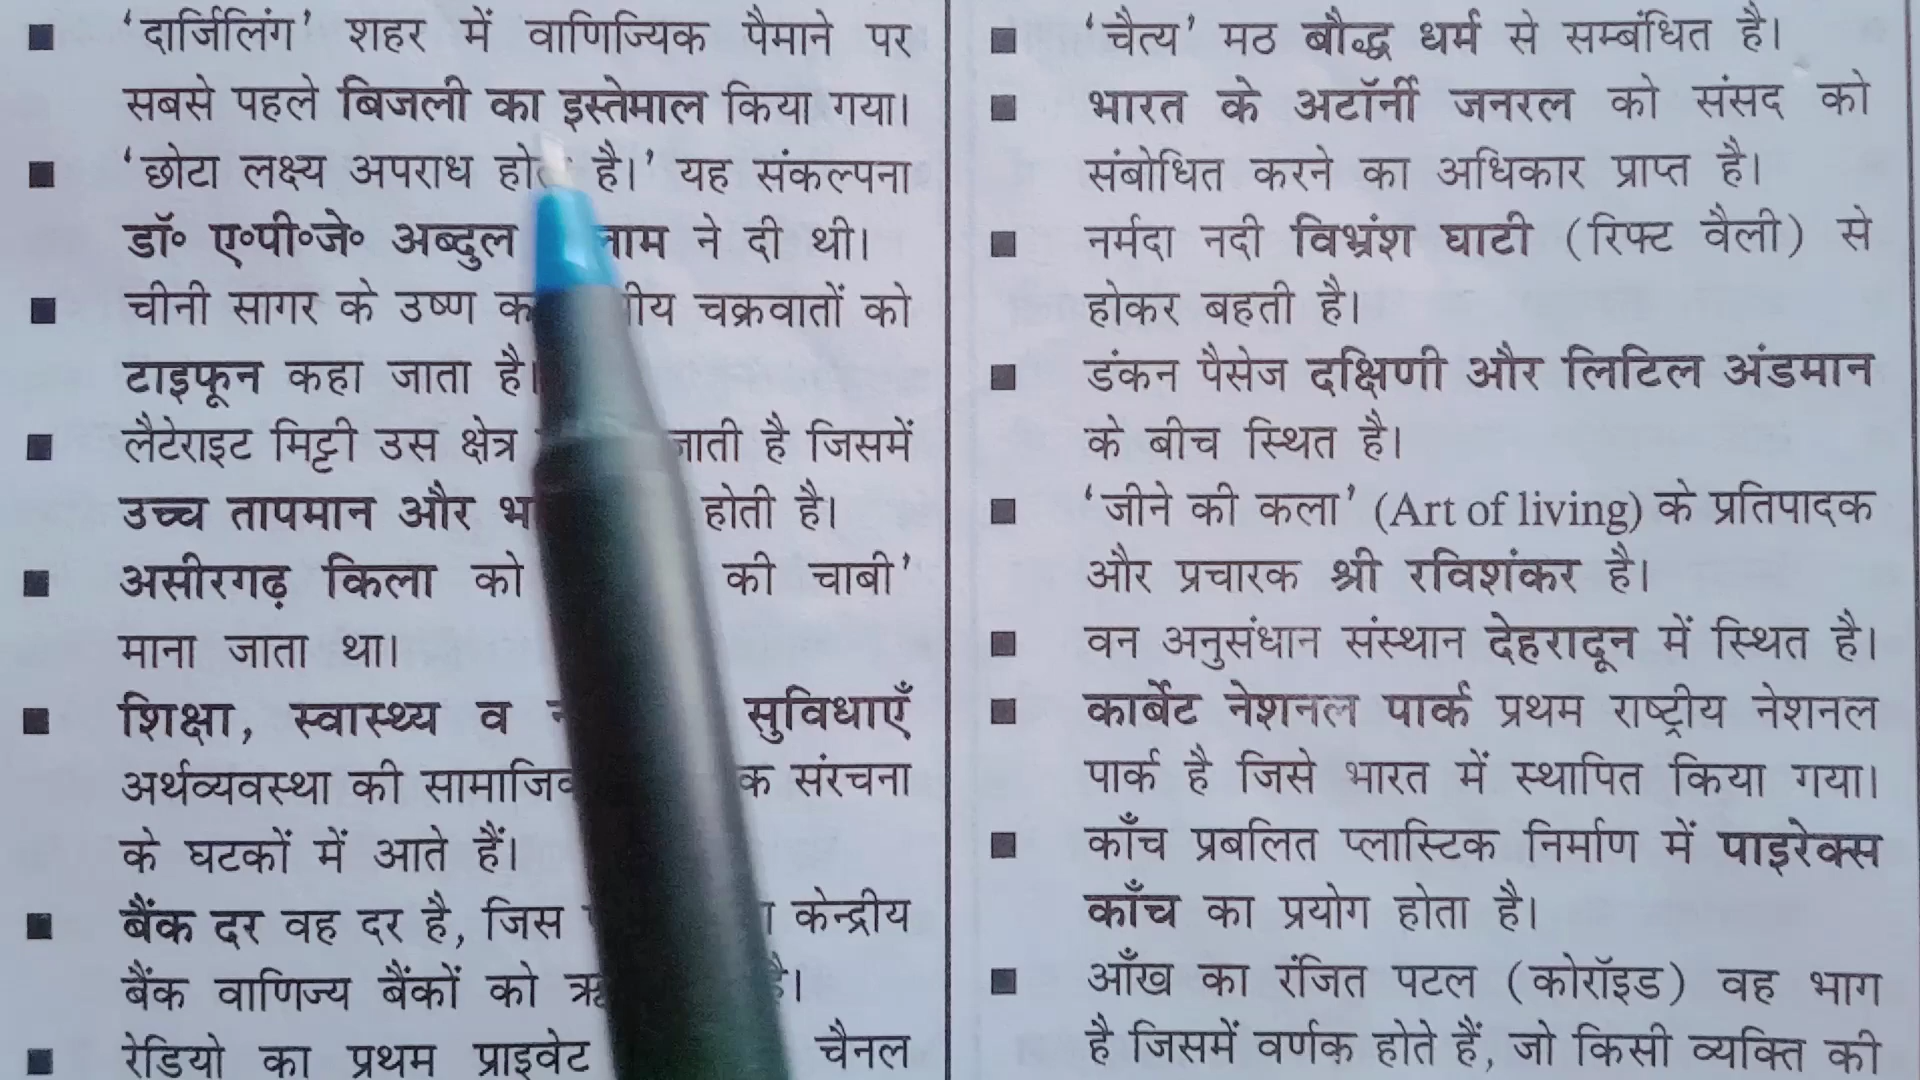 'दार्जिलिंग' शहर में वाणिज्यिक पैमाने पर
सबसे पहले बिजली का इस्तेमाल किया गया।
'छोटा लक्ष्य अपराध है।' यह संकल्पना
डॉ॰ ए॰पी॰जे॰ अब्दुल ने दी थी।
चीनी सागर के उष्ण चक्रवातों को
टाइफून कहा जाता है।
लैटेराइट मिट्टी उस क्षेत्र जाती है जिसमें
उच्च तापमान और होती है।
असीरगढ़ किला को की चाबी'
माना जाता था।
शिक्षा, स्वास्थ्य व सुविधाएँ
अर्थव्यवस्था की संरचना
के घटकों में आते हैं।
बैंक दर वह दर है, जिस केन्द्रीय
बैंक वाणिज्य बैंकों को है।
रेडियो का प्रथम प्राइवेट चैनल
'चैत्य' मठ बौद्ध धर्म से सम्बंधित है।
भारत के अटॉर्नी जनरल को संसद को
संबोधित करने का अधिकार प्राप्त है।
नर्मदा नदी विभ्रंश घाटी (रिफ्ट वैली) से
होकर बहती है।
डंकन पैसेज दक्षिणी और लिटिल अंडमान
के बीच स्थित है।
'जीने की कला' (Art of living) के प्रतिपादक
और प्रचारक श्री रविशंकर है।
वन अनुसंधान संस्थान देहरादून में स्थित है।
कार्बेट नेशनल पार्क प्रथम राष्ट्रीय नेशनल
पार्क है जिसे भारत में स्थापित किया गया।
काँच प्रबलित प्लास्टिक निर्माण में पाइरेक्स
काँच का प्रयोग होता है।
आँख का रंजित पटल (कोरॉइड) वह भाग
है जिसमें वर्णक होते हैं, जो किसी व्यक्ति की